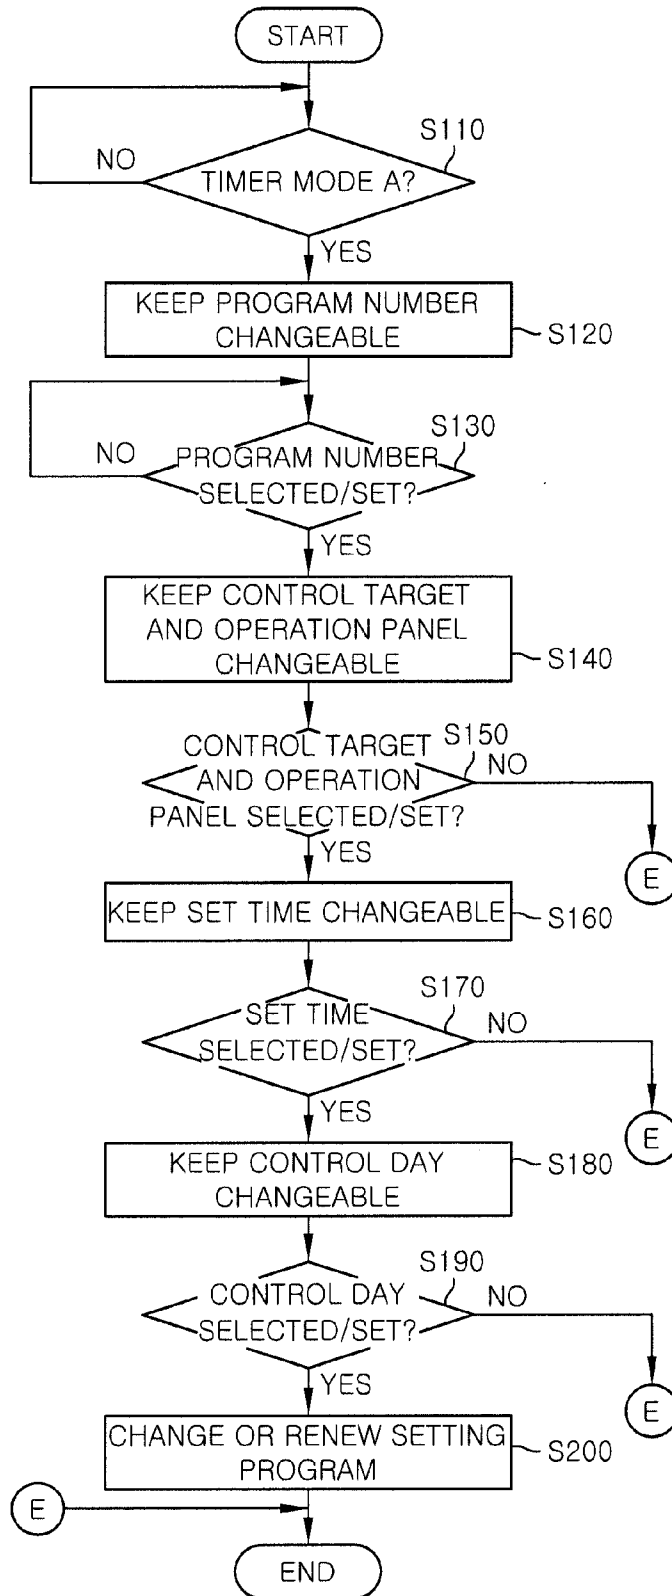 START
S110
NO
TIMER MODE A?
YES
KEEP PROGRAM NUMBER
CHANGEABLE
S120
S130
NO
PROGRAM NUMBER
SELECTED/SET?
YES
KEEP CONTROL TARGET
AND OPERATION PANEL
CHANGEABLE
S140
CONTROL TARGET
AND OPERATION
PANEL SELECTED/SET?
S150
NO
YES
E
KEEP SET TIME CHANGEABLE
S160
S170
SET TIME
SELECTED/SET?
NO
YES
E
KEEP CONTROL DAY
CHANGEABLE
S180
S190
CONTROL DAY
SELECTED/SET?
NO
YES
E
CHANGE OR RENEW SETTING
PROGRAM
S200
E
END